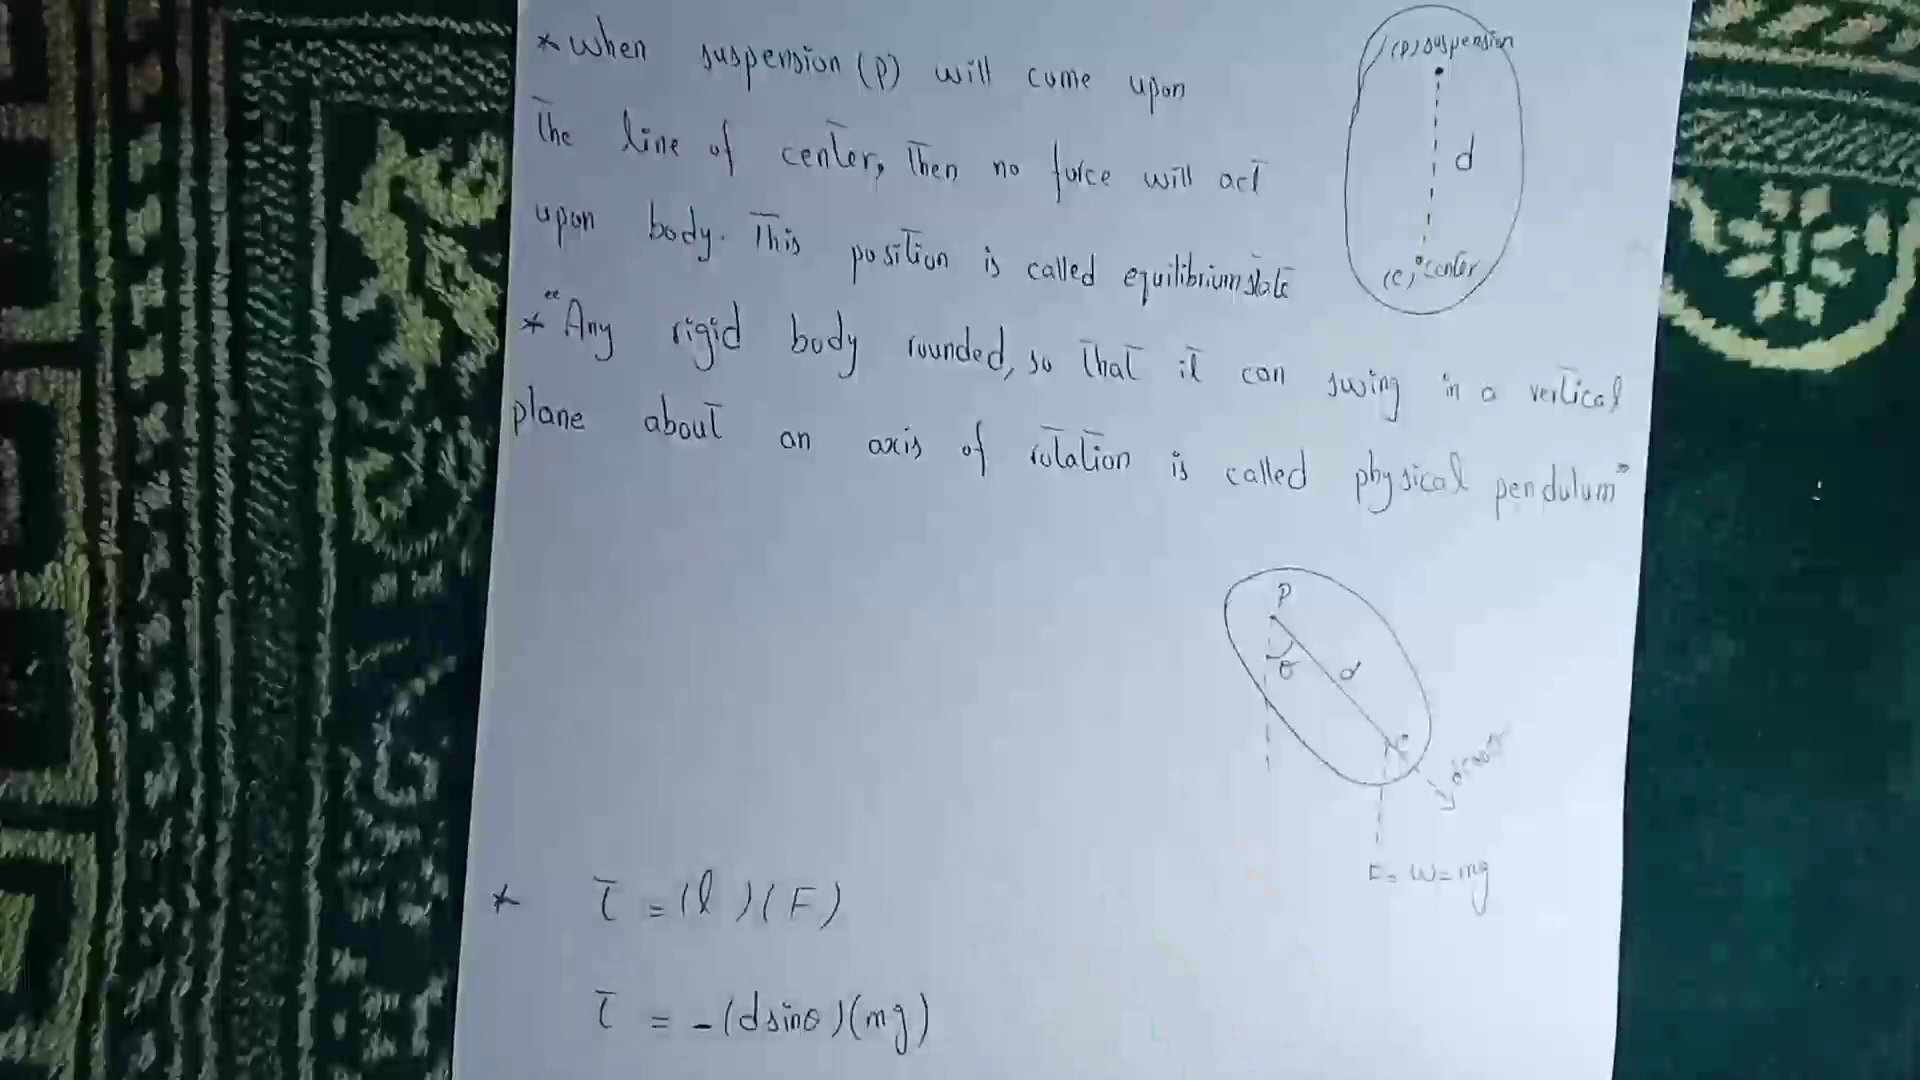 * When suspension (P) will come upon
The line of center, Then no force will act
upon body. This position is called equilibrium state
* "Any rigid body rounded, so That it can swing in a vertical
plane about an axis of rotation is called physical pendulum"
(P) suspension
d
(C) center
P
θ
d
C
F = W = mg
* τ = (l)(F)
τ = -(d sinθ)(mg)